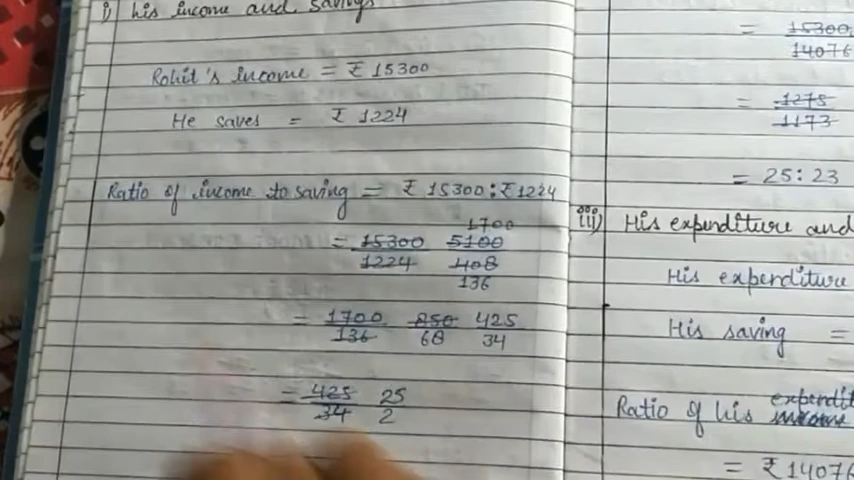 i) his income and savings
Rohit's income = ₹ 15300
He saves = ₹ 1224
Ratio of income to saving = ₹ 15300 : ₹ 1224
1700
= 15300 5100
1224 408
136
= 1700 850 425
136 68 34
= 425 25
34 2
= 15300
14076
= 1275
1173
= 25 : 23
iii) His expenditure and
His expenditure
His saving =
Ratio of his
= ₹ 14076